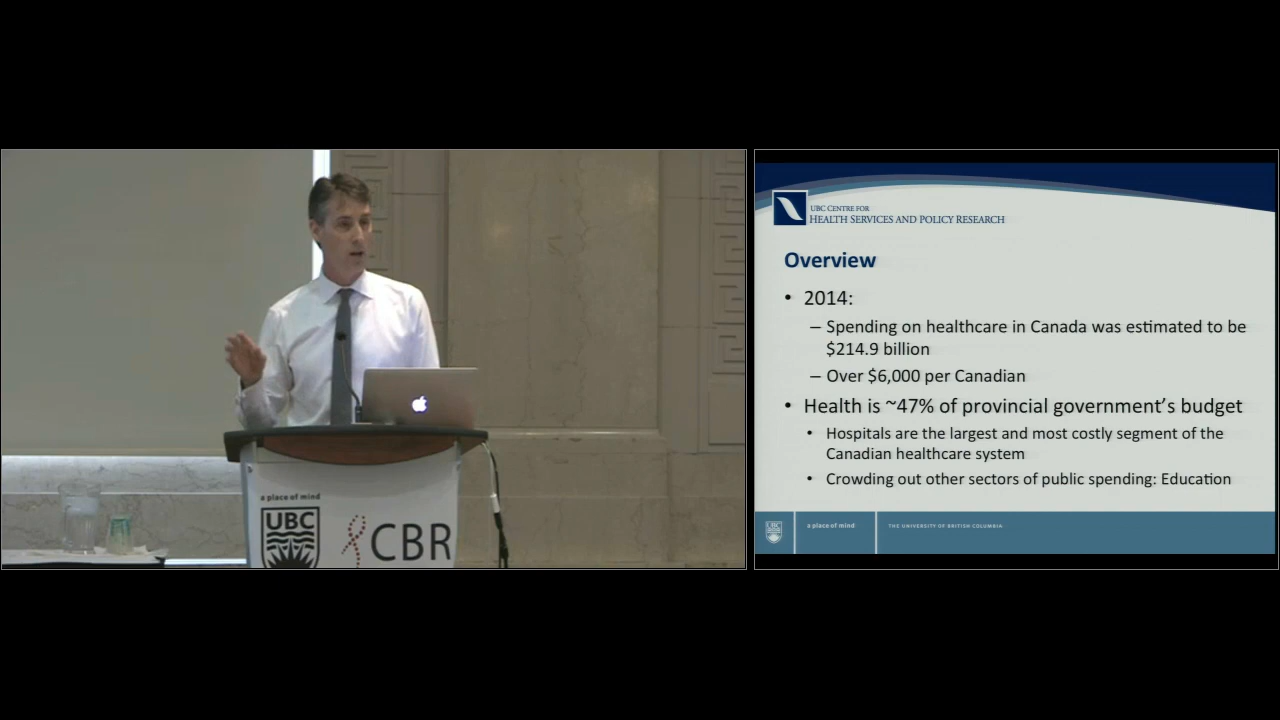 a place of mind
UBC
CBR
UBC CENTRE FOR
HEALTH SERVICES AND POLICY RESEARCH
Overview
• 2014:
– Spending on healthcare in Canada was estimated to be
$214.9 billion
– Over $6,000 per Canadian
• Health is ~47% of provincial government’s budget
• Hospitals are the largest and most costly segment of the
Canadian healthcare system
• Crowding out other sectors of public spending: Education
UBC
a place of mind
THE UNIVERSITY OF BRITISH COLUMBIA